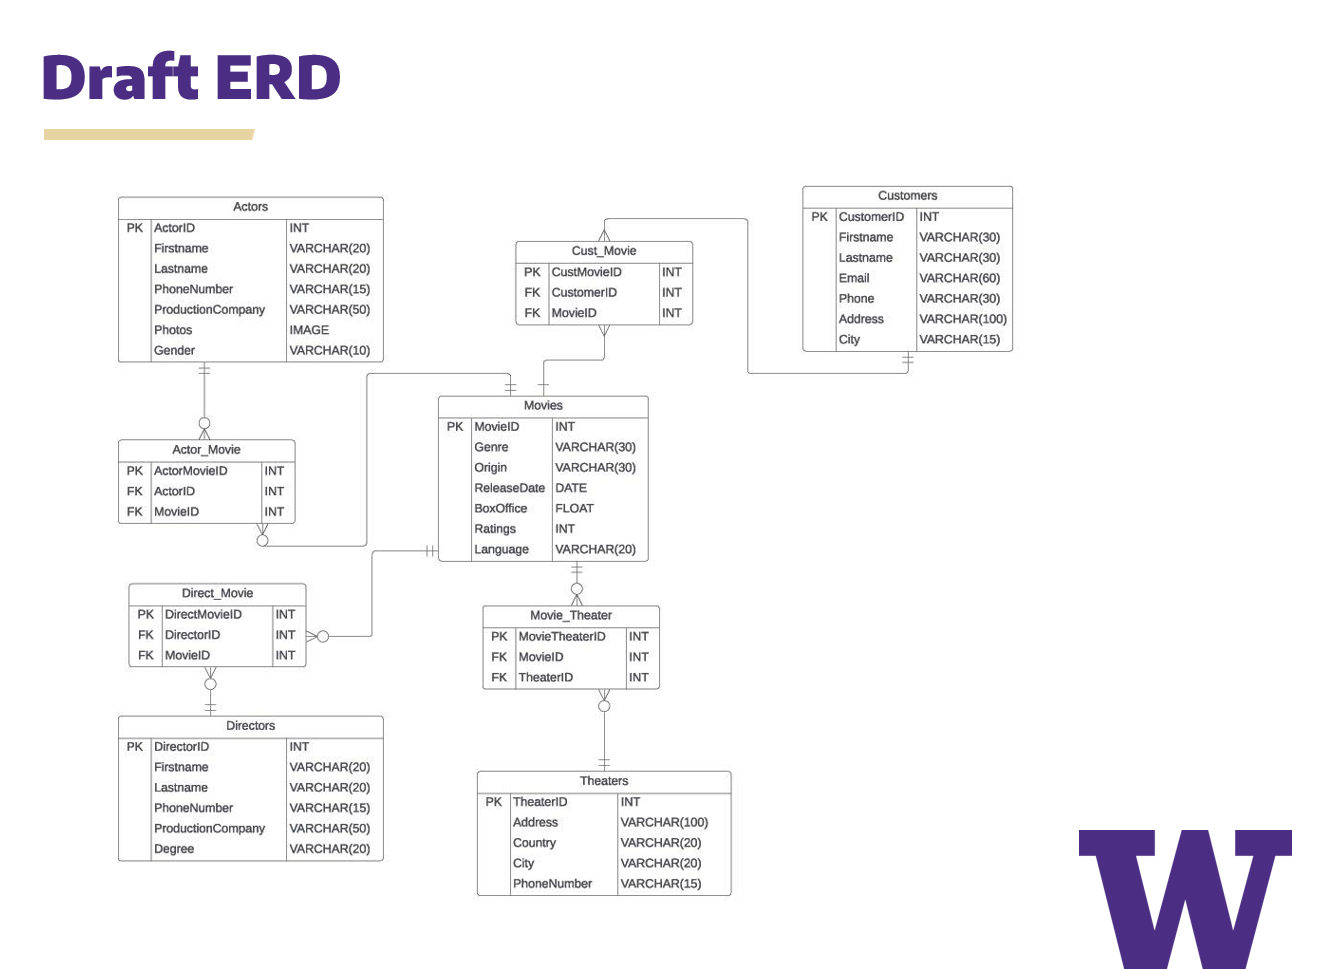 Draft ERD
Actors
PK ActorID INT
Firstname VARCHAR(20)
Lastname VARCHAR(20)
PhoneNumber VARCHAR(15)
ProductionCompany VARCHAR(50)
Photos IMAGE
Gender VARCHAR(10)
Cust_Movie
PK CustMovieID INT
FK CustomerID INT
FK MovieID INT
Customers
PK CustomerID INT
Firstname VARCHAR(30)
Lastname VARCHAR(30)
Email VARCHAR(60)
Phone VARCHAR(30)
Address VARCHAR(100)
City VARCHAR(15)
Actor_Movie
PK ActorMovieID INT
FK ActorID INT
FK MovieID INT
Movies
PK MovieID INT
Genre VARCHAR(30)
Origin VARCHAR(30)
ReleaseDate DATE
BoxOffice FLOAT
Ratings INT
Language VARCHAR(20)
Direct_Movie
PK DirectMovieID INT
FK DirectorID INT
FK MovieID INT
Movie_Theater
PK MovieTheaterID INT
FK MovieID INT
FK TheaterID INT
Directors
PK DirectorID INT
Firstname VARCHAR(20)
Lastname VARCHAR(20)
PhoneNumber VARCHAR(15)
ProductionCompany VARCHAR(50)
Degree VARCHAR(20)
Theaters
PK TheaterID INT
Address VARCHAR(100)
Country VARCHAR(20)
City VARCHAR(20)
PhoneNumber VARCHAR(15)
W